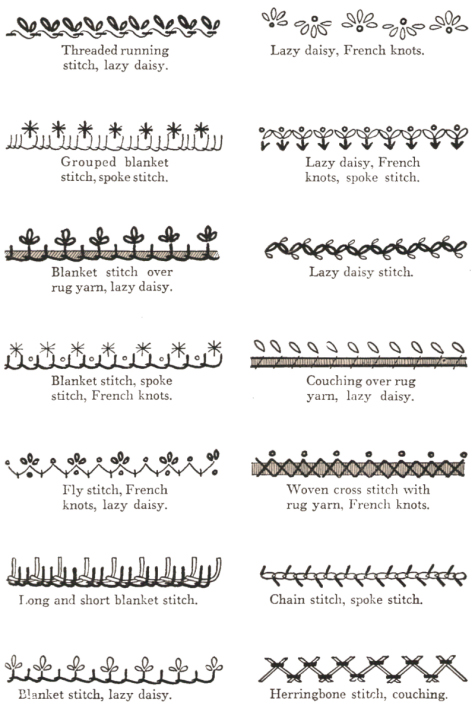 Threaded running
stitch, lazy daisy.
Lazy daisy, French knots.
Grouped blanket
stitch, spoke stitch.
Lazy daisy, French
knots, spoke stitch.
Blanket stitch over
rug yarn, lazy daisy.
Lazy daisy stitch.
Blanket stitch, spoke
stitch, French knots.
Couching over rug
yarn, lazy daisy.
Fly stitch, French
knots, lazy daisy.
Woven cross stitch with
rug yarn, French knots.
Long and short blanket stitch.
Chain stitch, spoke stitch.
Blanket stitch, lazy daisy.
Herringbone stitch, couching.